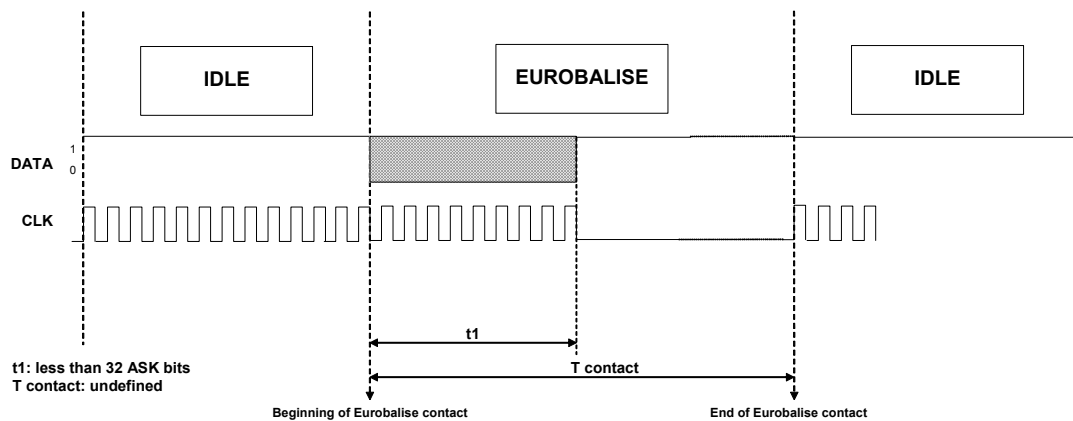 IDLE
EUROBALISE
IDLE
DATA
1
0
CLK
t1
t1: less than 32 ASK bits
T contact: undefined
T contact
Beginning of Eurobalise contact
End of Eurobalise contact